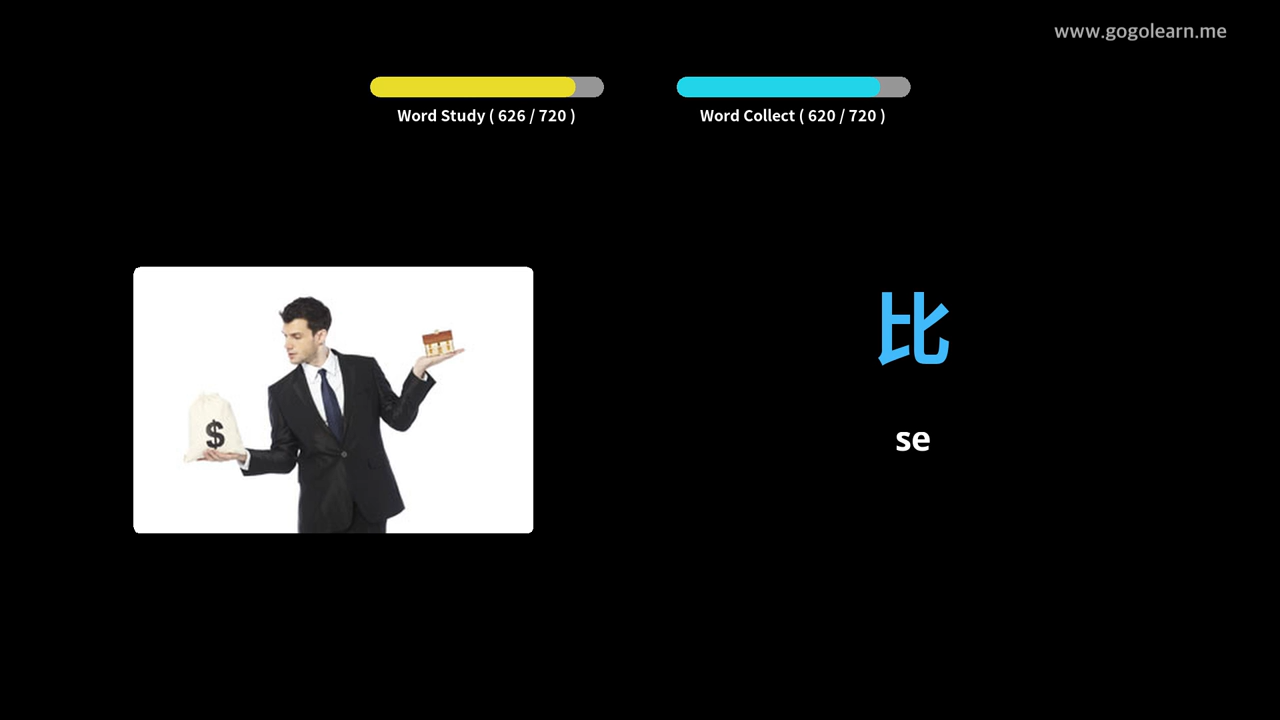 www.gogolearn.me
Word Study ( 626 / 720 )
Word Collect ( 620 / 720 )
$
比
se